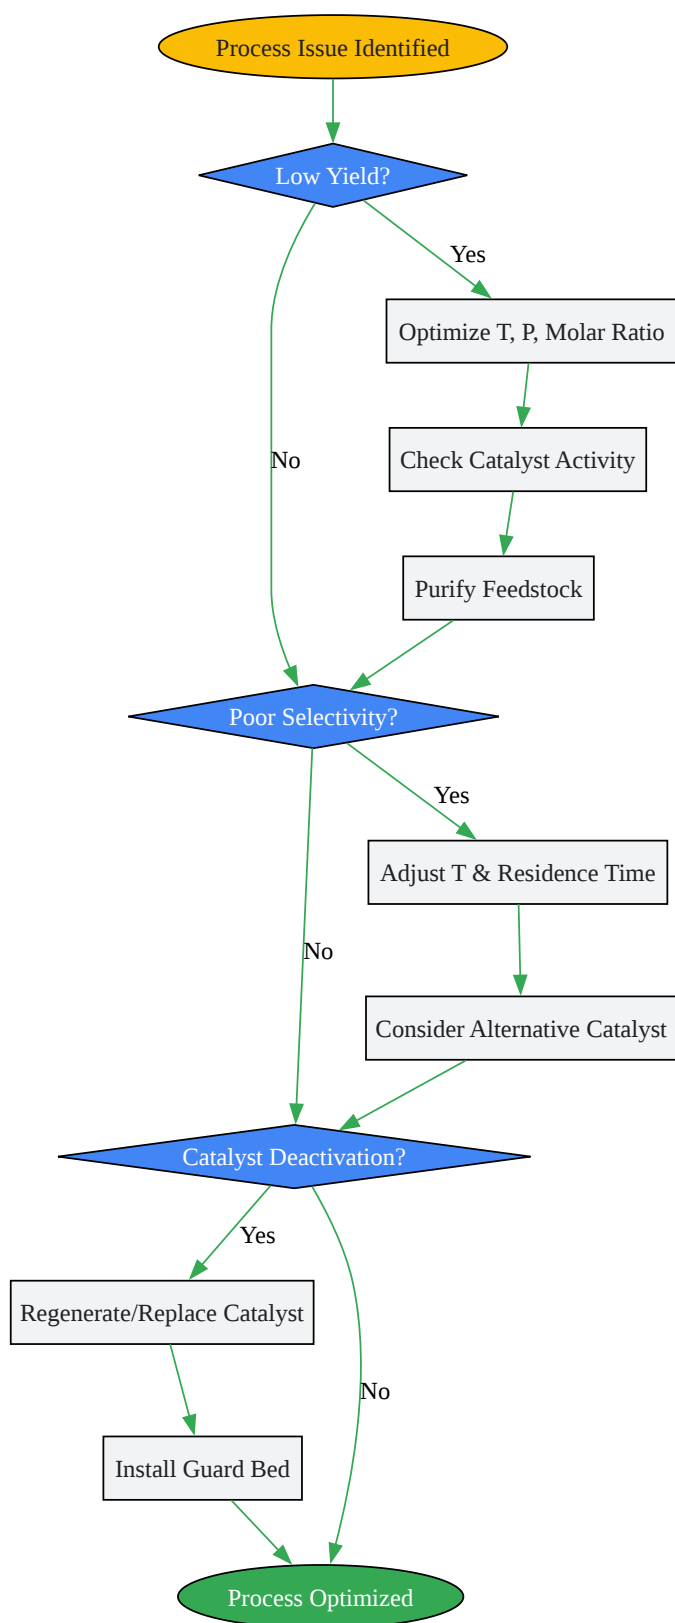 Process Issue Identified
Low Yield?
Yes
Optimize T, P, Molar Ratio
Check Catalyst Activity
No
Purify Feedstock
Poor Selectivity?
Yes
Adjust T & Residence Time
No
Consider Alternative Catalyst
Catalyst Deactivation?
Yes
Regenerate/Replace Catalyst
No
Install Guard Bed
Process Optimized